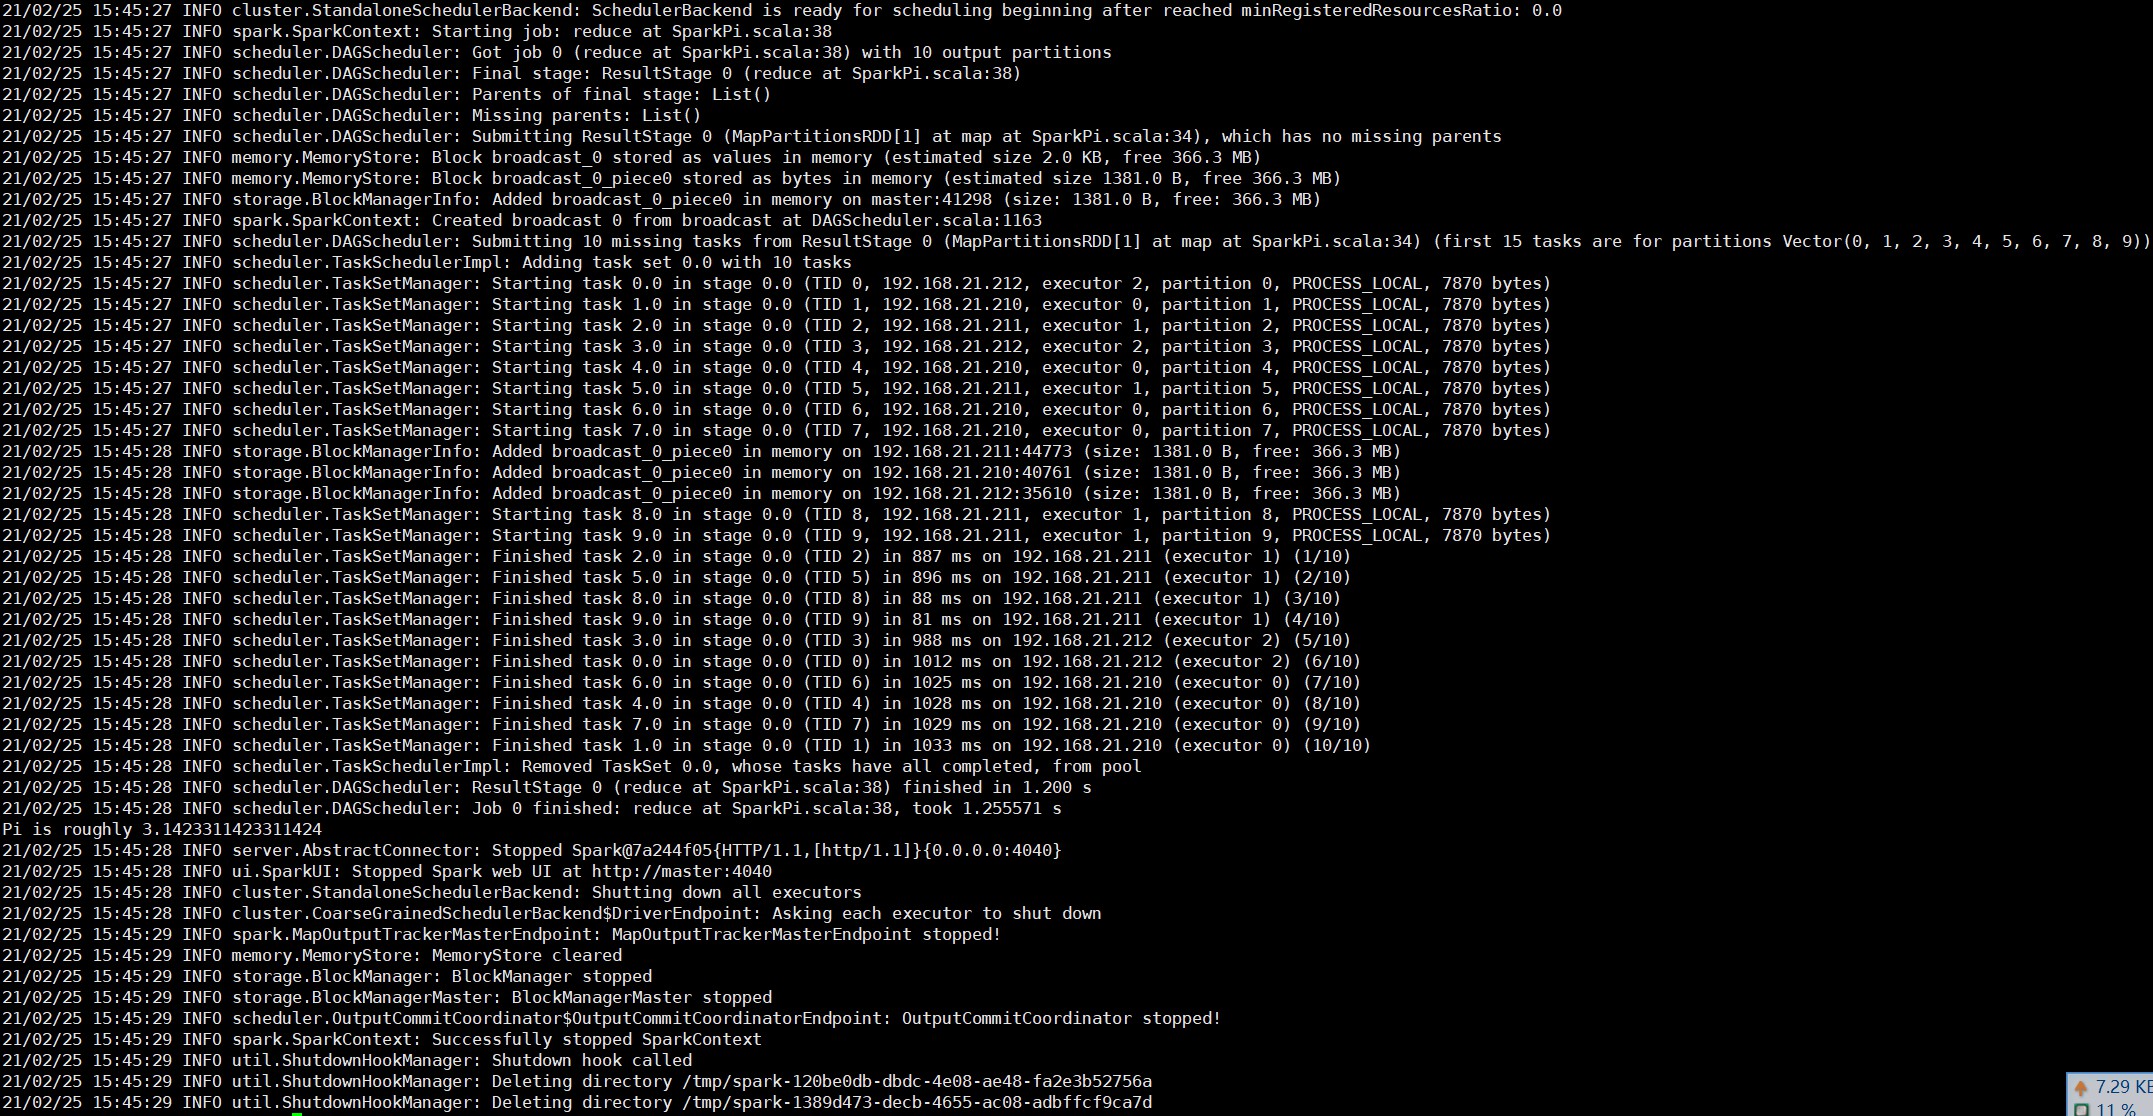 21/02/25 15:45:27 INFO cluster.StandaloneSchedulerBackend: SchedulerBackend is ready for scheduling beginning after reached minRegisteredResourcesRatio: 0.0
21/02/25 15:45:27 INFO spark.SparkContext: Starting job: reduce at SparkPi.scala:38
21/02/25 15:45:27 INFO scheduler.DAGScheduler: Got job 0 (reduce at SparkPi.scala:38) with 10 output partitions
21/02/25 15:45:27 INFO scheduler.DAGScheduler: Final stage: ResultStage 0 (reduce at SparkPi.scala:38)
21/02/25 15:45:27 INFO scheduler.DAGScheduler: Parents of final stage: List()
21/02/25 15:45:27 INFO scheduler.DAGScheduler: Missing parents: List()
21/02/25 15:45:27 INFO scheduler.DAGScheduler: Submitting ResultStage 0 (MapPartitionsRDD[1] at map at SparkPi.scala:34), which has no missing parents
21/02/25 15:45:27 INFO memory.MemoryStore: Block broadcast_0 stored as values in memory (estimated size 2.0 KB, free 366.3 MB)
21/02/25 15:45:27 INFO memory.MemoryStore: Block broadcast_0_piece0 stored as bytes in memory (estimated size 1381.0 B, free 366.3 MB)
21/02/25 15:45:27 INFO storage.BlockManagerInfo: Added broadcast_0_piece0 in memory on master:41298 (size: 1381.0 B, free: 366.3 MB)
21/02/25 15:45:27 INFO spark.SparkContext: Created broadcast 0 from broadcast at DAGScheduler.scala:1163
21/02/25 15:45:27 INFO scheduler.DAGScheduler: Submitting 10 missing tasks from ResultStage 0 (MapPartitionsRDD[1] at map at SparkPi.scala:34) (first 15 tasks are for partitions Vector(0, 1, 2, 3, 4, 5, 6, 7, 8, 9))
21/02/25 15:45:27 INFO scheduler.TaskSchedulerImpl: Adding task set 0.0 with 10 tasks
21/02/25 15:45:27 INFO scheduler.TaskSetManager: Starting task 0.0 in stage 0.0 (TID 0, 192.168.21.212, executor 2, partition 0, PROCESS_LOCAL, 7870 bytes)
21/02/25 15:45:27 INFO scheduler.TaskSetManager: Starting task 1.0 in stage 0.0 (TID 1, 192.168.21.210, executor 0, partition 1, PROCESS_LOCAL, 7870 bytes)
21/02/25 15:45:27 INFO scheduler.TaskSetManager: Starting task 2.0 in stage 0.0 (TID 2, 192.168.21.211, executor 1, partition 2, PROCESS_LOCAL, 7870 bytes)
21/02/25 15:45:27 INFO scheduler.TaskSetManager: Starting task 3.0 in stage 0.0 (TID 3, 192.168.21.212, executor 2, partition 3, PROCESS_LOCAL, 7870 bytes)
21/02/25 15:45:27 INFO scheduler.TaskSetManager: Starting task 4.0 in stage 0.0 (TID 4, 192.168.21.210, executor 0, partition 4, PROCESS_LOCAL, 7870 bytes)
21/02/25 15:45:27 INFO scheduler.TaskSetManager: Starting task 5.0 in stage 0.0 (TID 5, 192.168.21.211, executor 1, partition 5, PROCESS_LOCAL, 7870 bytes)
21/02/25 15:45:27 INFO scheduler.TaskSetManager: Starting task 6.0 in stage 0.0 (TID 6, 192.168.21.210, executor 0, partition 6, PROCESS_LOCAL, 7870 bytes)
21/02/25 15:45:27 INFO scheduler.TaskSetManager: Starting task 7.0 in stage 0.0 (TID 7, 192.168.21.210, executor 0, partition 7, PROCESS_LOCAL, 7870 bytes)
21/02/25 15:45:28 INFO storage.BlockManagerInfo: Added broadcast_0_piece0 in memory on 192.168.21.211:44773 (size: 1381.0 B, free: 366.3 MB)
21/02/25 15:45:28 INFO storage.BlockManagerInfo: Added broadcast_0_piece0 in memory on 192.168.21.210:40761 (size: 1381.0 B, free: 366.3 MB)
21/02/25 15:45:28 INFO storage.BlockManagerInfo: Added broadcast_0_piece0 in memory on 192.168.21.212:35610 (size: 1381.0 B, free: 366.3 MB)
21/02/25 15:45:28 INFO scheduler.TaskSetManager: Starting task 8.0 in stage 0.0 (TID 8, 192.168.21.211, executor 1, partition 8, PROCESS_LOCAL, 7870 bytes)
21/02/25 15:45:28 INFO scheduler.TaskSetManager: Starting task 9.0 in stage 0.0 (TID 9, 192.168.21.211, executor 1, partition 9, PROCESS_LOCAL, 7870 bytes)
21/02/25 15:45:28 INFO scheduler.TaskSetManager: Finished task 2.0 in stage 0.0 (TID 2) in 887 ms on 192.168.21.211 (executor 1) (1/10)
21/02/25 15:45:28 INFO scheduler.TaskSetManager: Finished task 5.0 in stage 0.0 (TID 5) in 896 ms on 192.168.21.211 (executor 1) (2/10)
21/02/25 15:45:28 INFO scheduler.TaskSetManager: Finished task 8.0 in stage 0.0 (TID 8) in 88 ms on 192.168.21.211 (executor 1) (3/10)
21/02/25 15:45:28 INFO scheduler.TaskSetManager: Finished task 9.0 in stage 0.0 (TID 9) in 81 ms on 192.168.21.211 (executor 1) (4/10)
21/02/25 15:45:28 INFO scheduler.TaskSetManager: Finished task 3.0 in stage 0.0 (TID 3) in 988 ms on 192.168.21.212 (executor 2) (5/10)
21/02/25 15:45:28 INFO scheduler.TaskSetManager: Finished task 0.0 in stage 0.0 (TID 0) in 1012 ms on 192.168.21.212 (executor 2) (6/10)
21/02/25 15:45:28 INFO scheduler.TaskSetManager: Finished task 6.0 in stage 0.0 (TID 6) in 1025 ms on 192.168.21.210 (executor 0) (7/10)
21/02/25 15:45:28 INFO scheduler.TaskSetManager: Finished task 4.0 in stage 0.0 (TID 4) in 1028 ms on 192.168.21.210 (executor 0) (8/10)
21/02/25 15:45:28 INFO scheduler.TaskSetManager: Finished task 7.0 in stage 0.0 (TID 7) in 1029 ms on 192.168.21.210 (executor 0) (9/10)
21/02/25 15:45:28 INFO scheduler.TaskSetManager: Finished task 1.0 in stage 0.0 (TID 1) in 1033 ms on 192.168.21.210 (executor 0) (10/10)
21/02/25 15:45:28 INFO scheduler.TaskSchedulerImpl: Removed TaskSet 0.0, whose tasks have all completed, from pool
21/02/25 15:45:28 INFO scheduler.DAGScheduler: ResultStage 0 (reduce at SparkPi.scala:38) finished in 1.200 s
21/02/25 15:45:28 INFO scheduler.DAGScheduler: Job 0 finished: reduce at SparkPi.scala:38, took 1.255571 s
Pi is roughly 3.1423311423311424
21/02/25 15:45:28 INFO server.AbstractConnector: Stopped Spark@7a244f05{HTTP/1.1,[http/1.1]}{0.0.0.0:4040}
21/02/25 15:45:28 INFO ui.SparkUI: Stopped Spark web UI at http://master:4040
21/02/25 15:45:28 INFO cluster.StandaloneSchedulerBackend: Shutting down all executors
21/02/25 15:45:28 INFO cluster.CoarseGrainedSchedulerBackend$DriverEndpoint: Asking each executor to shut down
21/02/25 15:45:29 INFO spark.MapOutputTrackerMasterEndpoint: MapOutputTrackerMasterEndpoint stopped!
21/02/25 15:45:29 INFO memory.MemoryStore: MemoryStore cleared
21/02/25 15:45:29 INFO storage.BlockManager: BlockManager stopped
21/02/25 15:45:29 INFO storage.BlockManagerMaster: BlockManagerMaster stopped
21/02/25 15:45:29 INFO scheduler.OutputCommitCoordinator$OutputCommitCoordinatorEndpoint: OutputCommitCoordinator stopped!
21/02/25 15:45:29 INFO spark.SparkContext: Successfully stopped SparkContext
21/02/25 15:45:29 INFO util.ShutdownHookManager: Shutdown hook called
21/02/25 15:45:29 INFO util.ShutdownHookManager: Deleting directory /tmp/spark-120be0db-dbdc-4e08-ae48-fa2e3b52756a
21/02/25 15:45:29 INFO util.ShutdownHookManager: Deleting directory /tmp/spark-1389d473-decb-4655-ac08-adbffcf9ca7d
7.29 KB
11 %